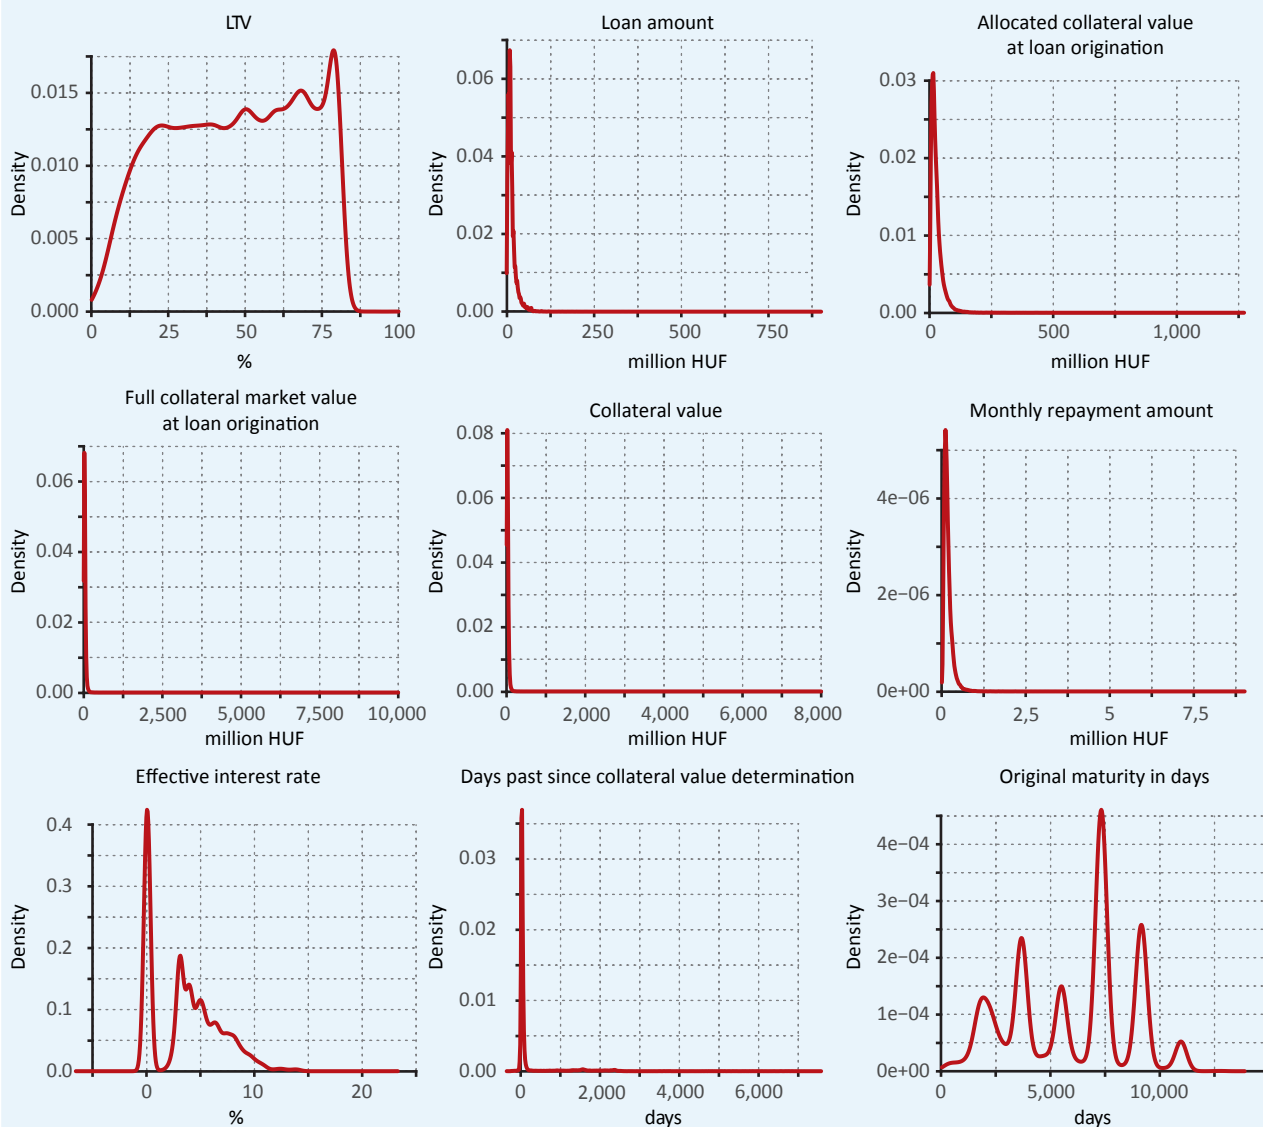 LTV
Density
0.015
0.010
0.005
0.000
0 25 50 75 100
%
Loan amount
Density
0.06
0.04
0.02
0.00
0 250 500 750
million HUF
Allocated collateral value
at loan origination
Density
0.03
0.02
0.01
0.00
0 500 1,000
million HUF
Full collateral market value
at loan origination
Density
0.06
0.04
0.02
0.00
0 2,500 5,000 7,500 10,000
million HUF
Collateral value
Density
0.08
0.06
0.04
0.02
0.00
0 2,000 4,000 6,000 8,000
million HUF
Monthly repayment amount
Density
4e−06
2e−06
0e+00
0 2,5 5 7,5
million HUF
Effective interest rate
Density
0.4
0.3
0.2
0.1
0.0
0 10 20
%
Days past since collateral value determination
Density
0.03
0.02
0.01
0.00
0 2,000 4,000 6,000
days
Original maturity in days
Density
4e−04
3e−04
2e−04
1e−04
0e+00
0 5,000 10,000
days